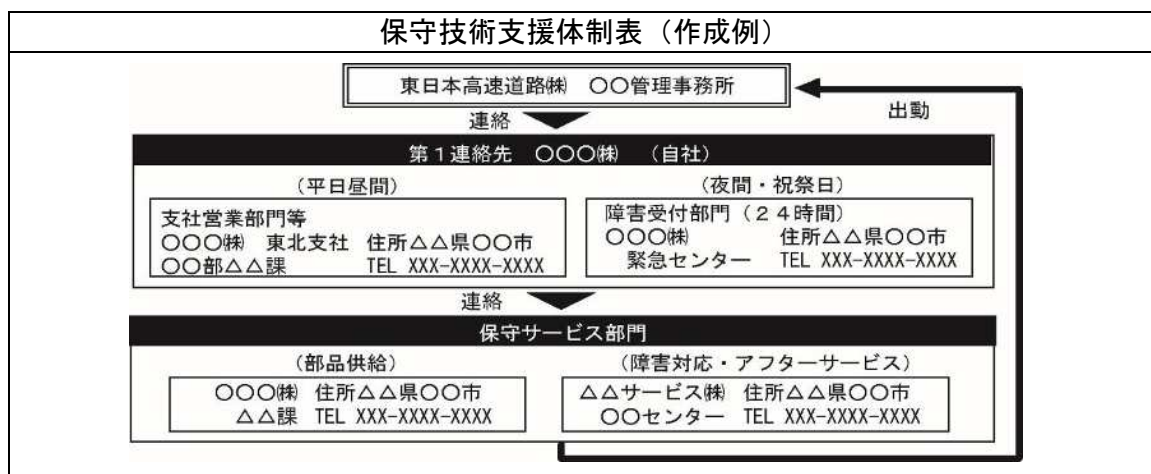 保守技術支援体制表（作成例）
東日本高速道路㈱　〇〇管理事務所
出動
連絡
第１連絡先　〇〇〇㈱　（自社）
（平日昼間）
支社営業部門等
〇〇〇㈱　東北支社　住所△△県〇〇市
〇〇部△△課　TEL XXX-XXXX-XXXX
（夜間・祝祭日）
障害受付部門（２４時間）
〇〇〇㈱　住所△△県〇〇市
緊急センター　TEL XXX-XXXX-XXXX
連絡
保守サービス部門
（部品供給）
〇〇〇㈱　住所△△県〇〇市
△△課　TEL XXX-XXXX-XXXX
（障害対応・アフターサービス）
△△サービス㈱　住所△△県〇〇市
〇〇センター　TEL XXX-XXXX-XXXX